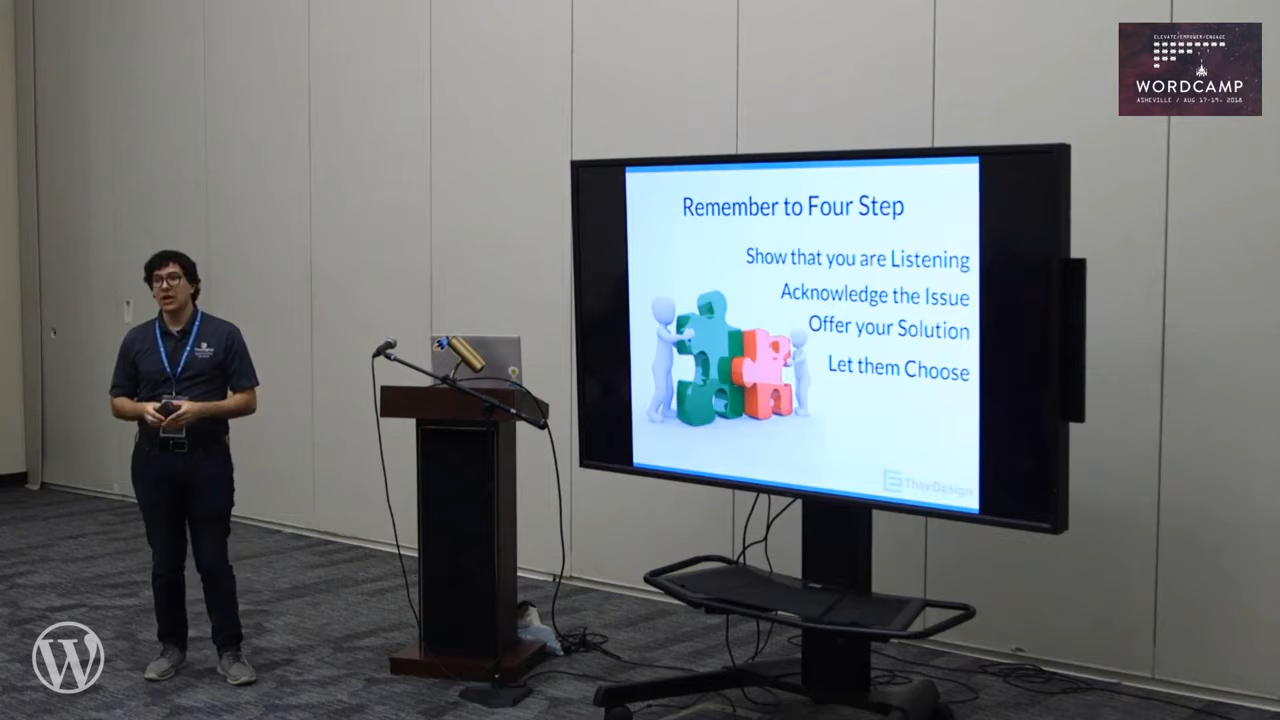 ELEVATE/EMPOWER/ENGAGE
WORDCAMP
ASHEVILLE / AUG 17-19, 2018
Remember to Four Step
Show that you are Listening
Acknowledge the Issue
Offer your Solution
Let them Choose
TheeDesign